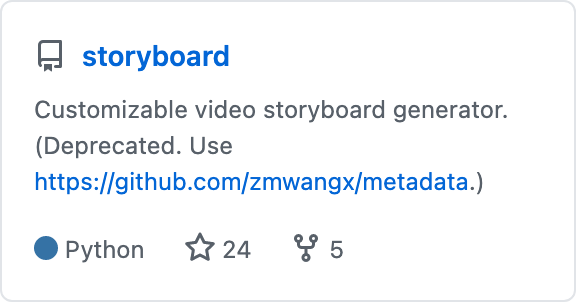 storyboard
Customizable video storyboard generator.
(Deprecated. Use
https://github.com/zmwangx/metadata.)
Python 24 5